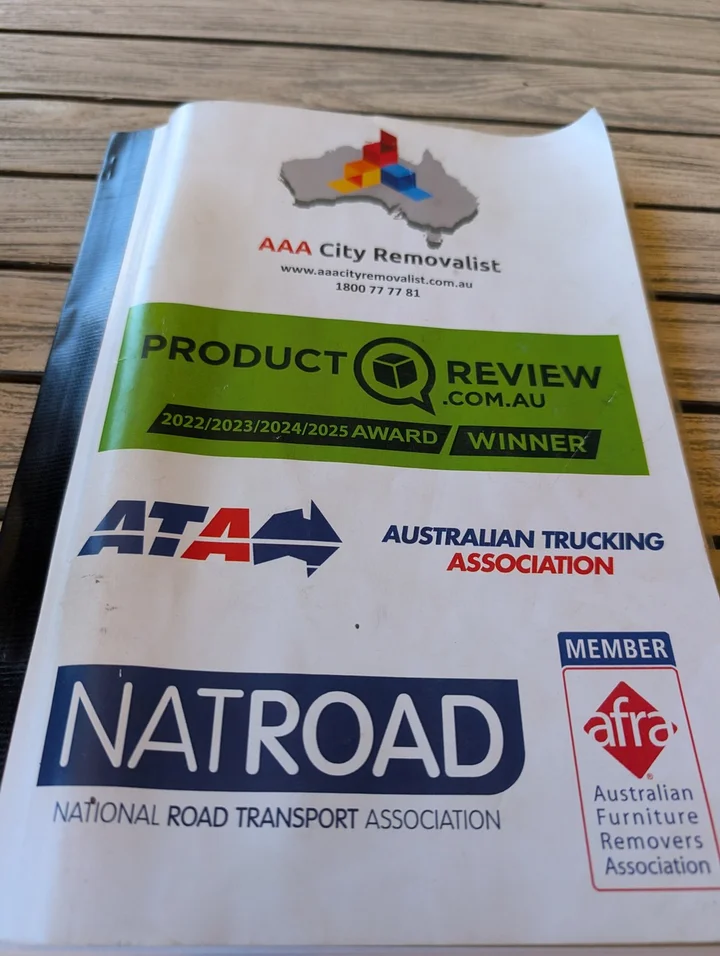 AAA City Removalist
www.aaacityremovalist.com.au
1800 77 77 81
PRODUCT REVIEW
.COM.AU
2022/2023/2024/2025 AWARD WINNER
ATA
AUSTRALIAN TRUCKING
ASSOCIATION
NATROAD
NATIONAL ROAD TRANSPORT ASSOCIATION
MEMBER
afra
®
Australian
Furniture
Removers
Association